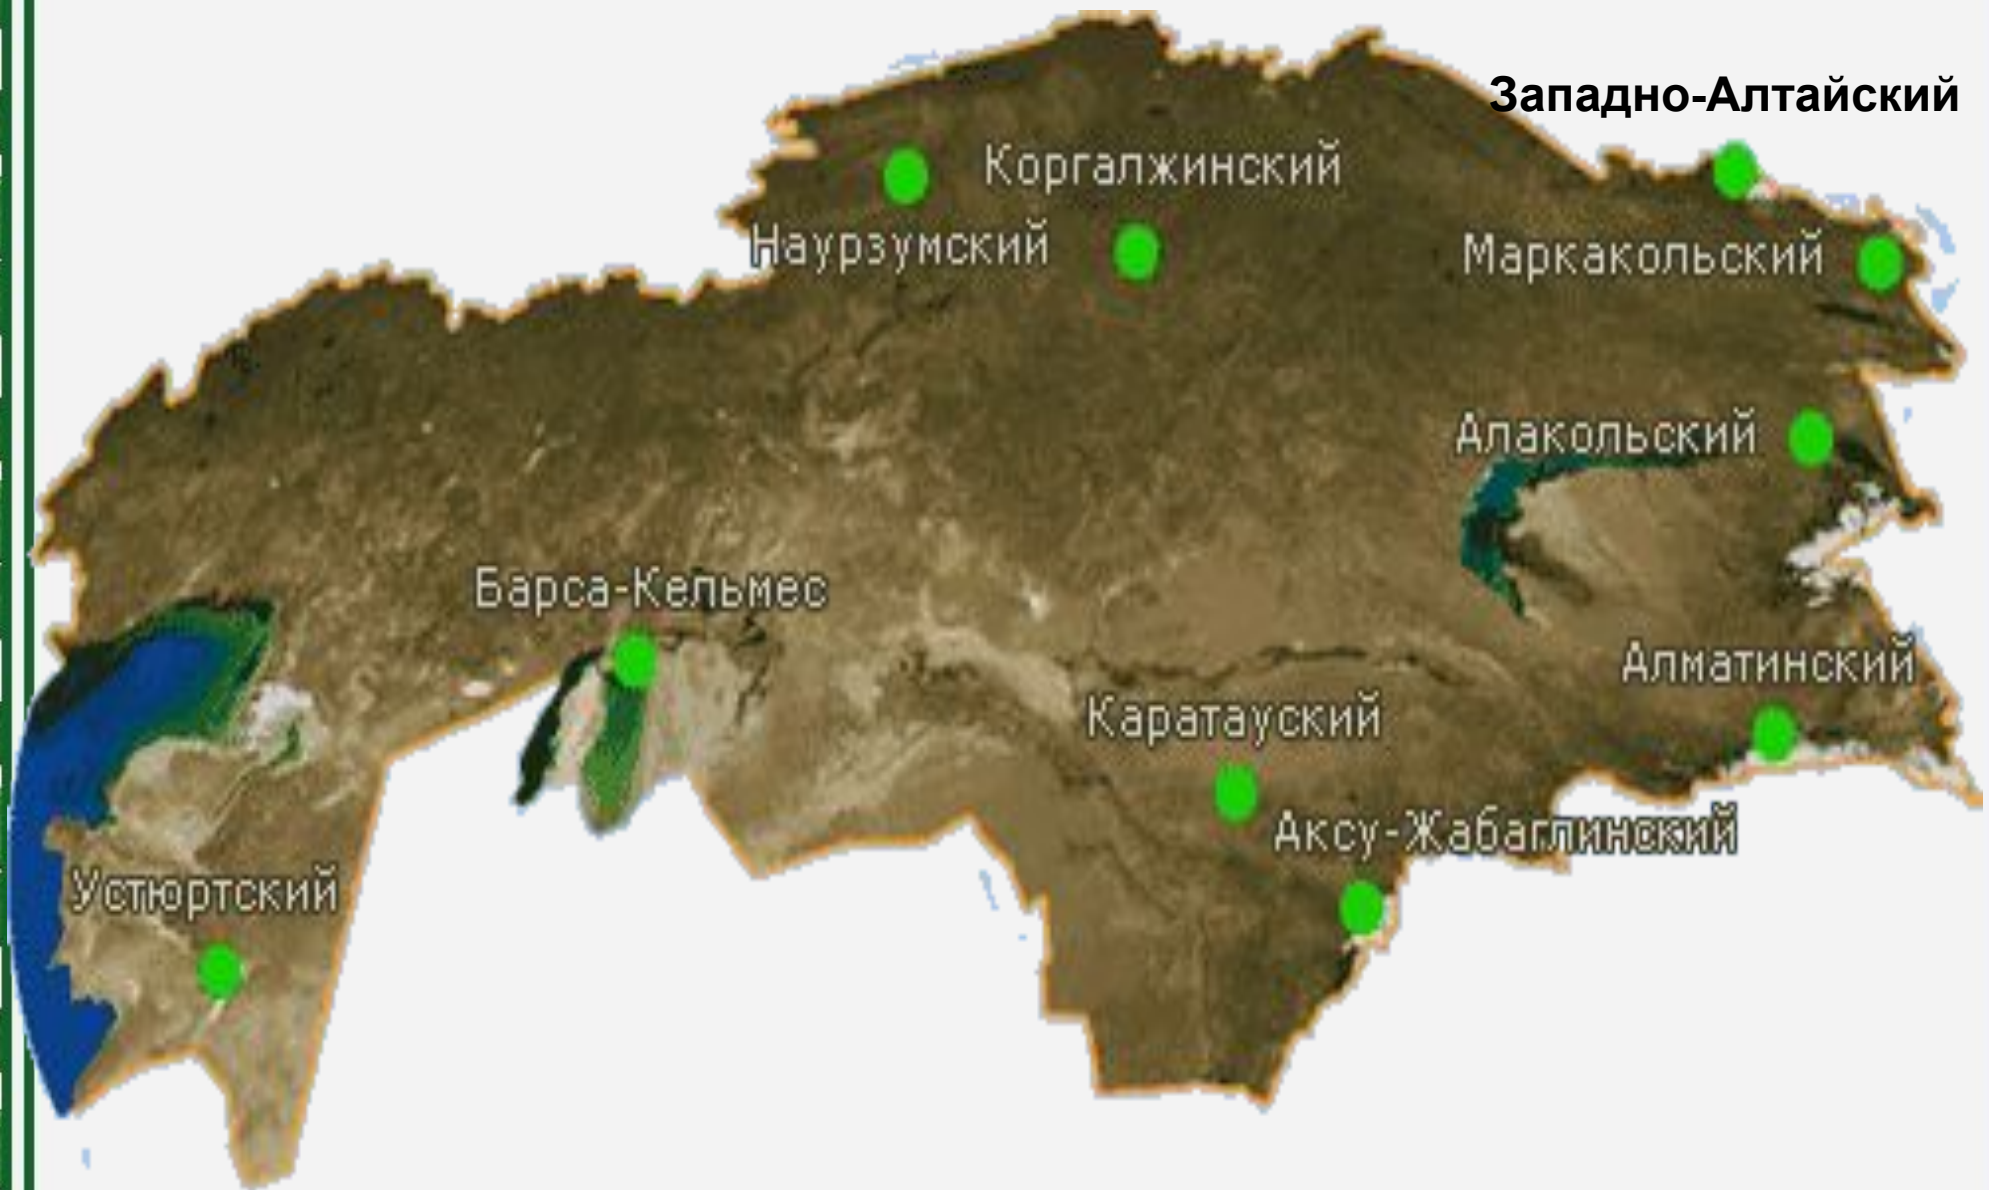 Западно-Алтайский
Коргалжинский
Наурзумский
Маркакольский
Алакольский
Барса-Кельмес
Алматинский
Каратауский
Аксу-Жабаглинский
Устюртский